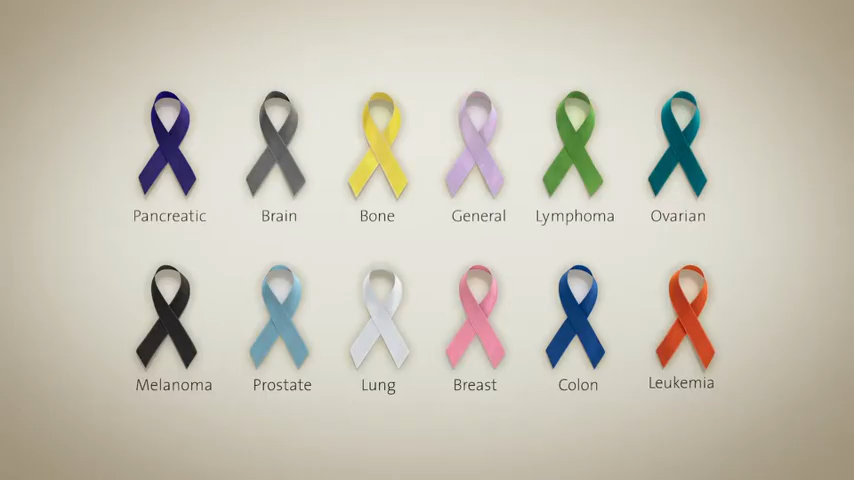 Pancreatic
Brain
Bone
General
Lymphoma
Ovarian
Melanoma
Prostate
Lung
Breast
Colon
Leukemia